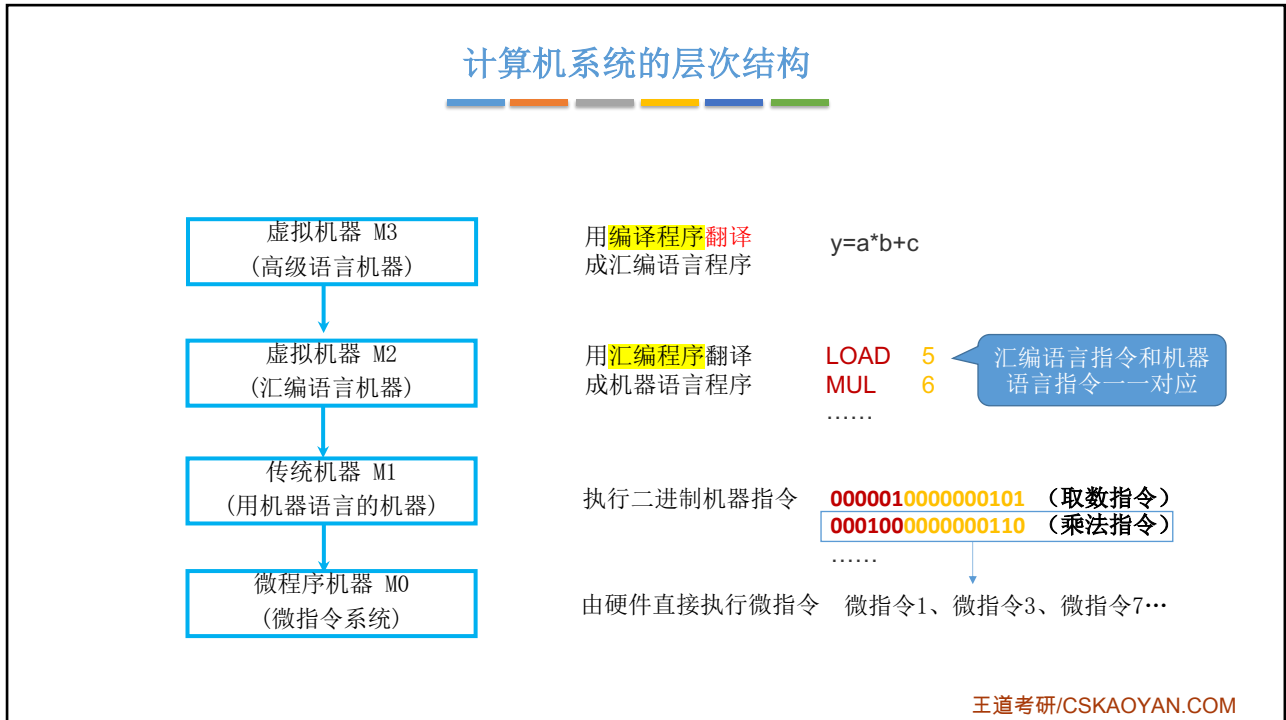 计算机系统的层次结构
虚拟机器 M3
(高级语言机器)
用编译程序翻译
成汇编语言程序
y=a*b+c
虚拟机器 M2
(汇编语言机器)
用汇编程序翻译
成机器语言程序
LOAD 5
MUL 6
……
汇编语言指令和机器
语言指令一一对应
传统机器 M1
(用机器语言的机器)
执行二进制机器指令
0000010000000101 (取数指令)
0001000000000110 (乘法指令)
……
微程序机器 M0
(微指令系统)
由硬件直接执行微指令
微指令1、微指令3、微指令7…
王道考研/CSKAOYAN.COM